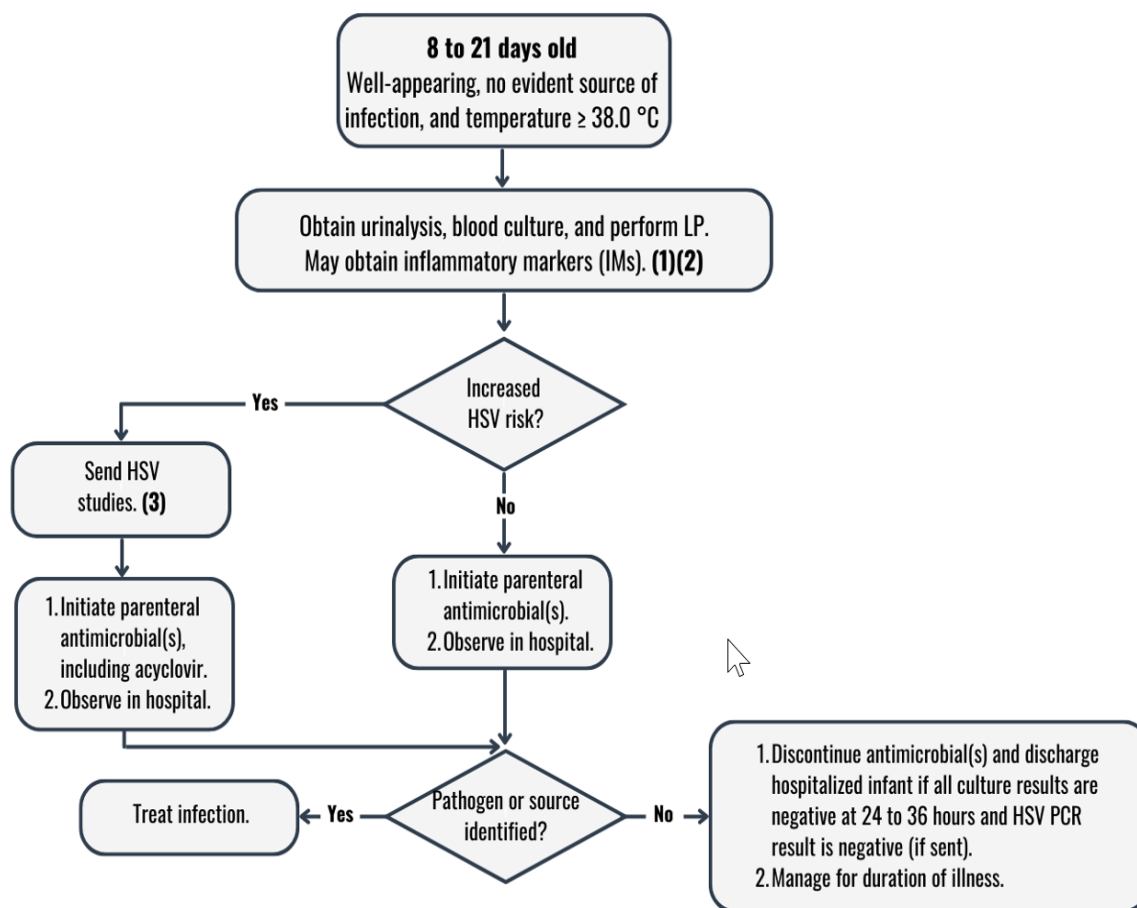 8 to 21 days old
Well-appearing, no evident source of
infection, and temperature ≥ 38.0 °C
Obtain urinalysis, blood culture, and perform LP.
May obtain inflammatory markers (IMs). (1)(2)
Increased
HSV risk?
Yes
Send HSV
studies. (3)
No
1. Initiate parenteral
antimicrobial(s),
including acyclovir.
2. Observe in hospital.
1. Initiate parenteral
antimicrobial(s).
2. Observe in hospital.
Pathogen or source
identified?
Yes
Treat infection.
No
1. Discontinue antimicrobial(s) and discharge
hospitalized infant if all culture results are
negative at 24 to 36 hours and HSV PCR
result is negative (if sent).
2. Manage for duration of illness.